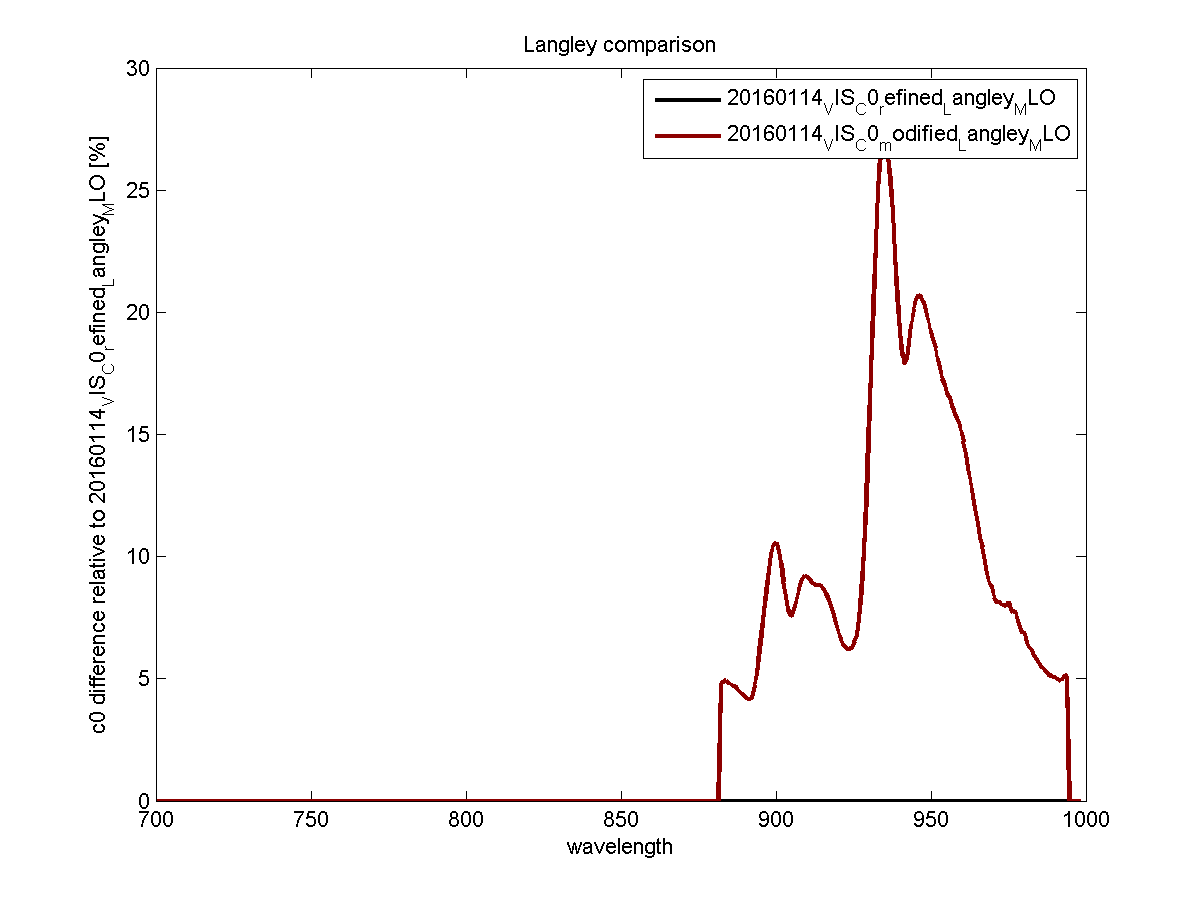 Langley comparison
30
25
20
15
10
5
0
c0 difference relative to 20160114_VIS_C0_refined_Langley_MLO [%]
20160114_VIS_C0_refined_Langley_MLO
20160114_VIS_C0_modified_Langley_MLO
700 750 800 850 900 950 1000
wavelength